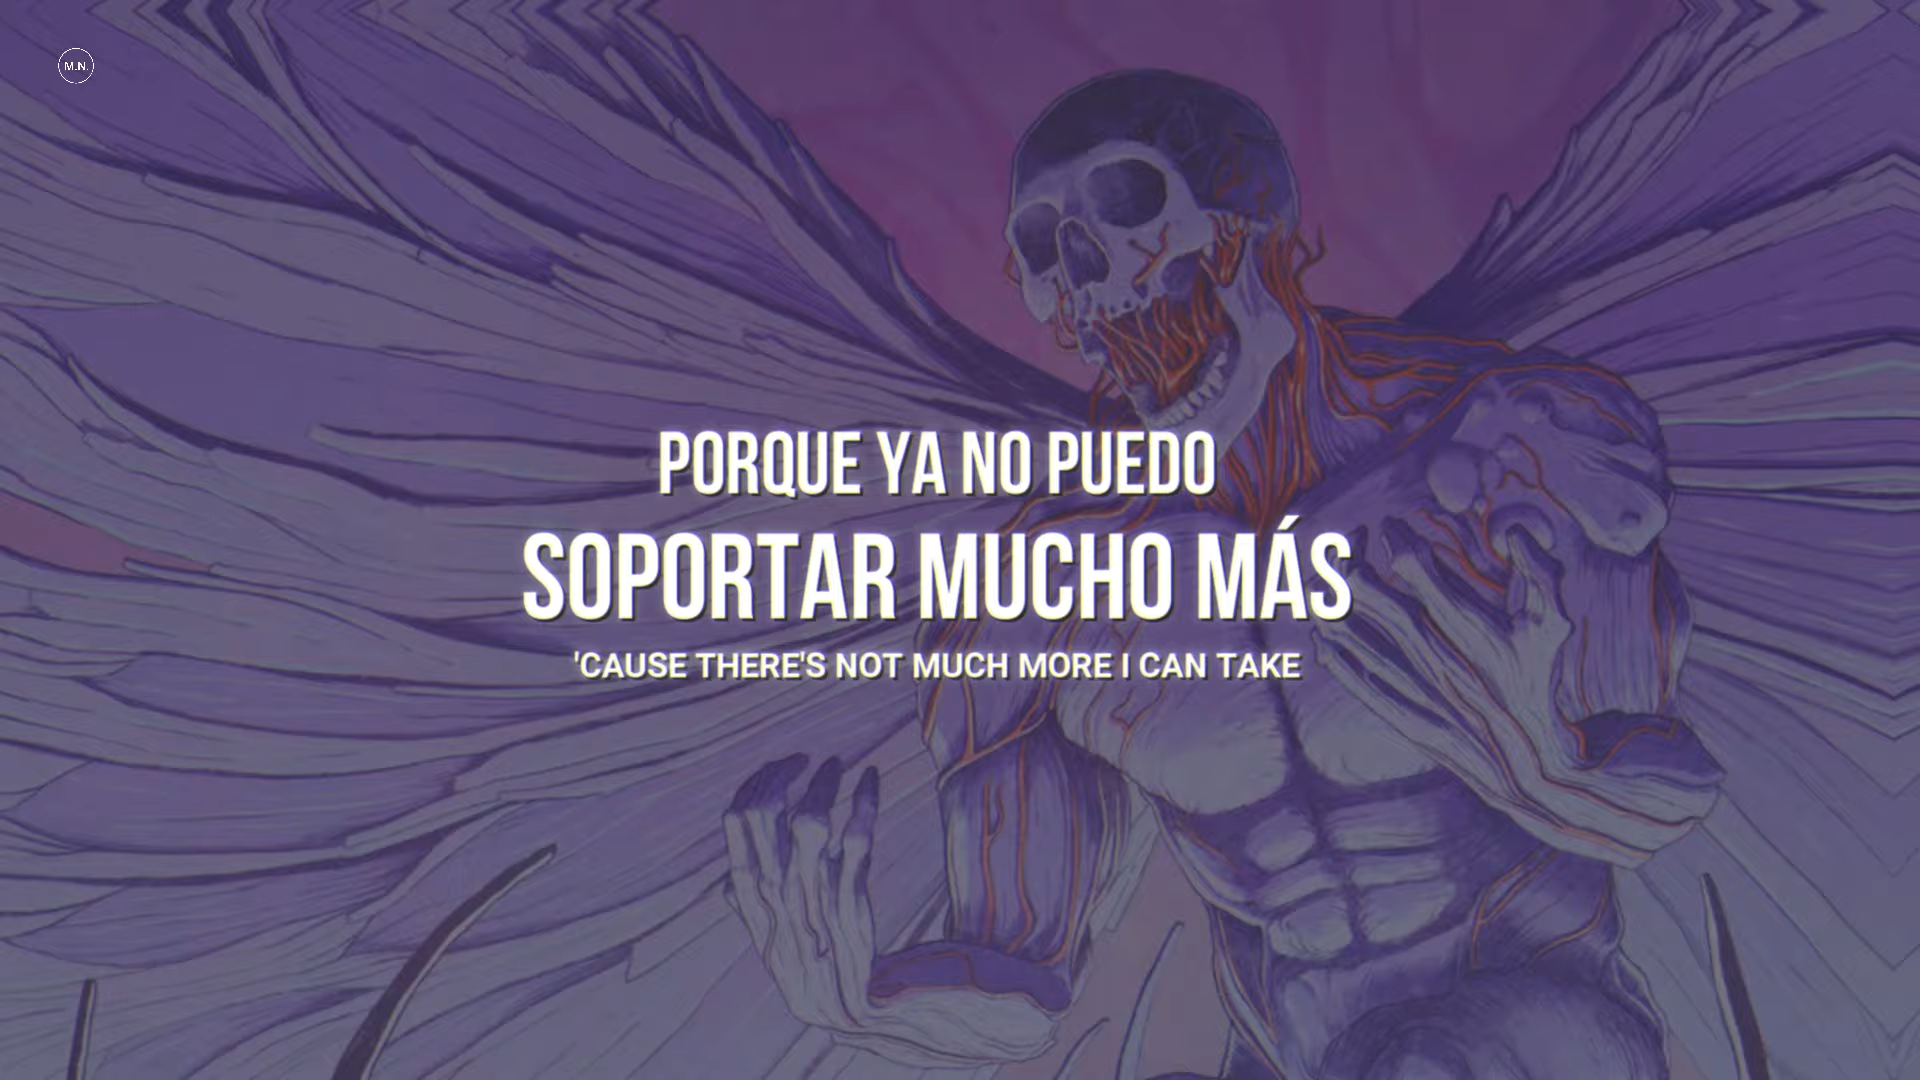 M.N.
PORQUE YA NO PUEDO
SOPORTAR MUCHO MÁS
'CAUSE THERE'S NOT MUCH MORE I CAN TAKE